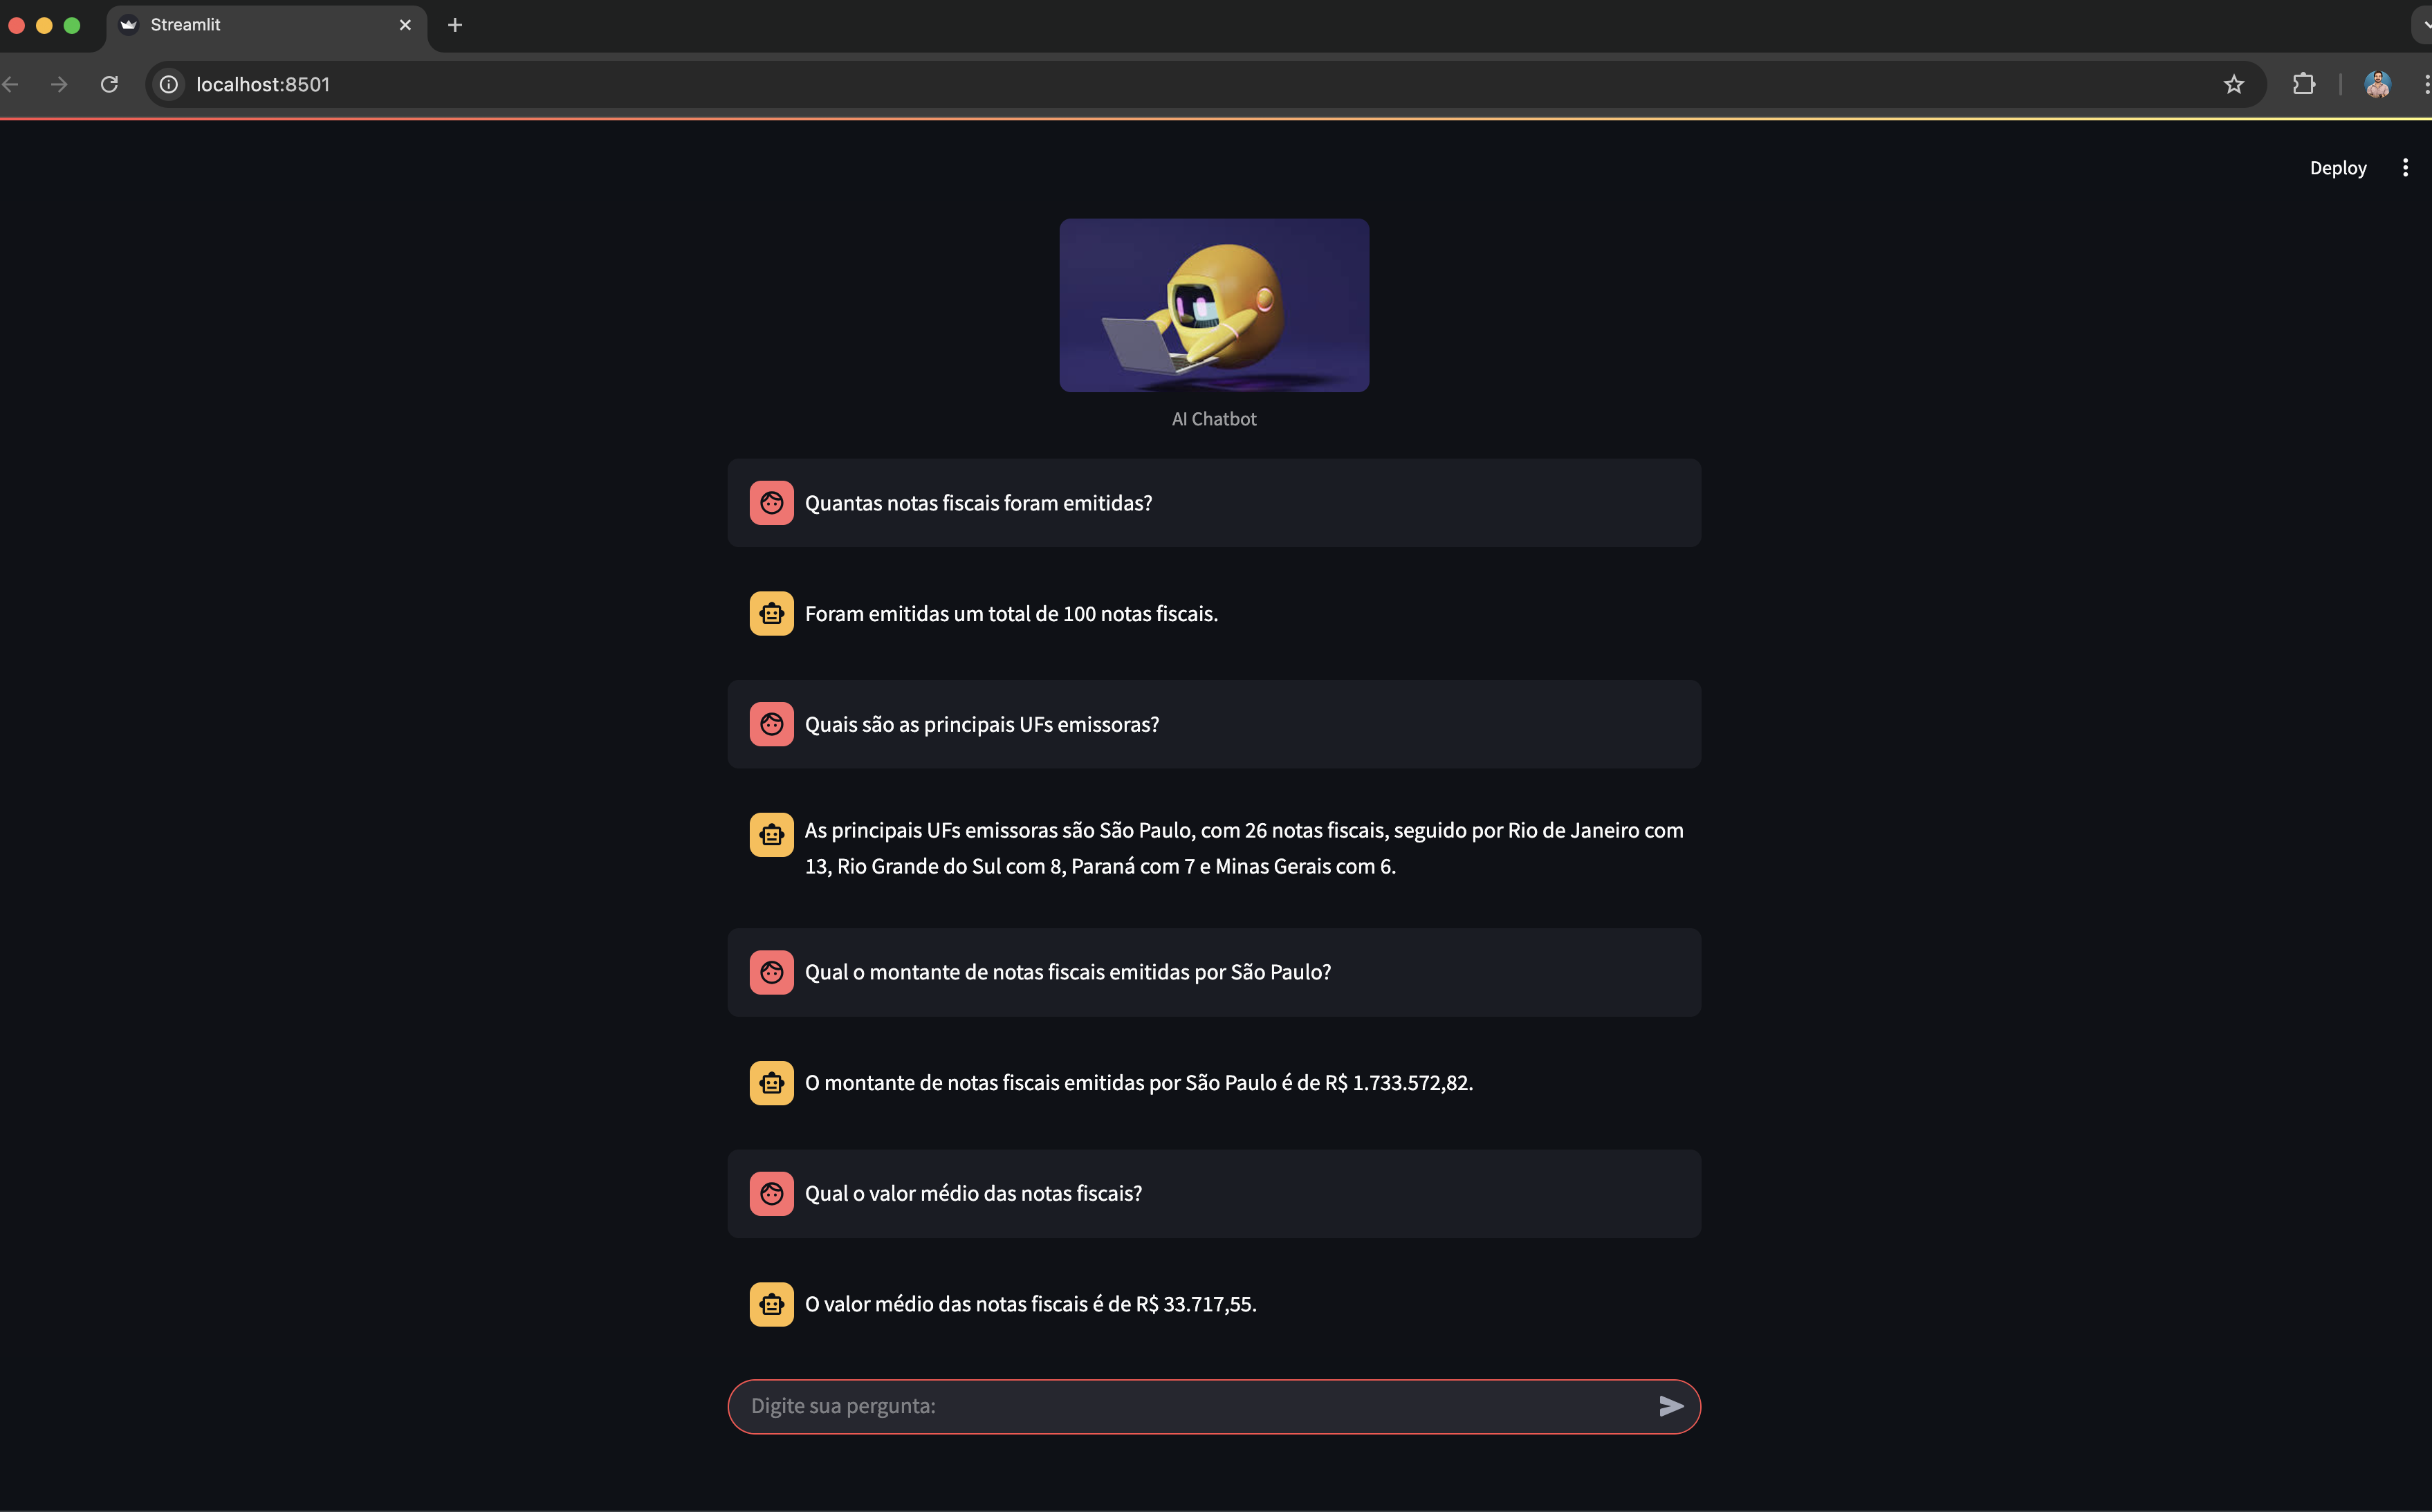 Streamlit
localhost:8501
Deploy
AI Chatbot
Quantas notas fiscais foram emitidas?
Foram emitidas um total de 100 notas fiscais.
Quais são as principais UFs emissoras?
As principais UFs emissoras são São Paulo, com 26 notas fiscais, seguido por Rio de Janeiro com
13, Rio Grande do Sul com 8, Paraná com 7 e Minas Gerais com 6.
Qual o montante de notas fiscais emitidas por São Paulo?
O montante de notas fiscais emitidas por São Paulo é de R$ 1.733.572,82.
Qual o valor médio das notas fiscais?
O valor médio das notas fiscais é de R$ 33.717,55.
Digite sua pergunta: